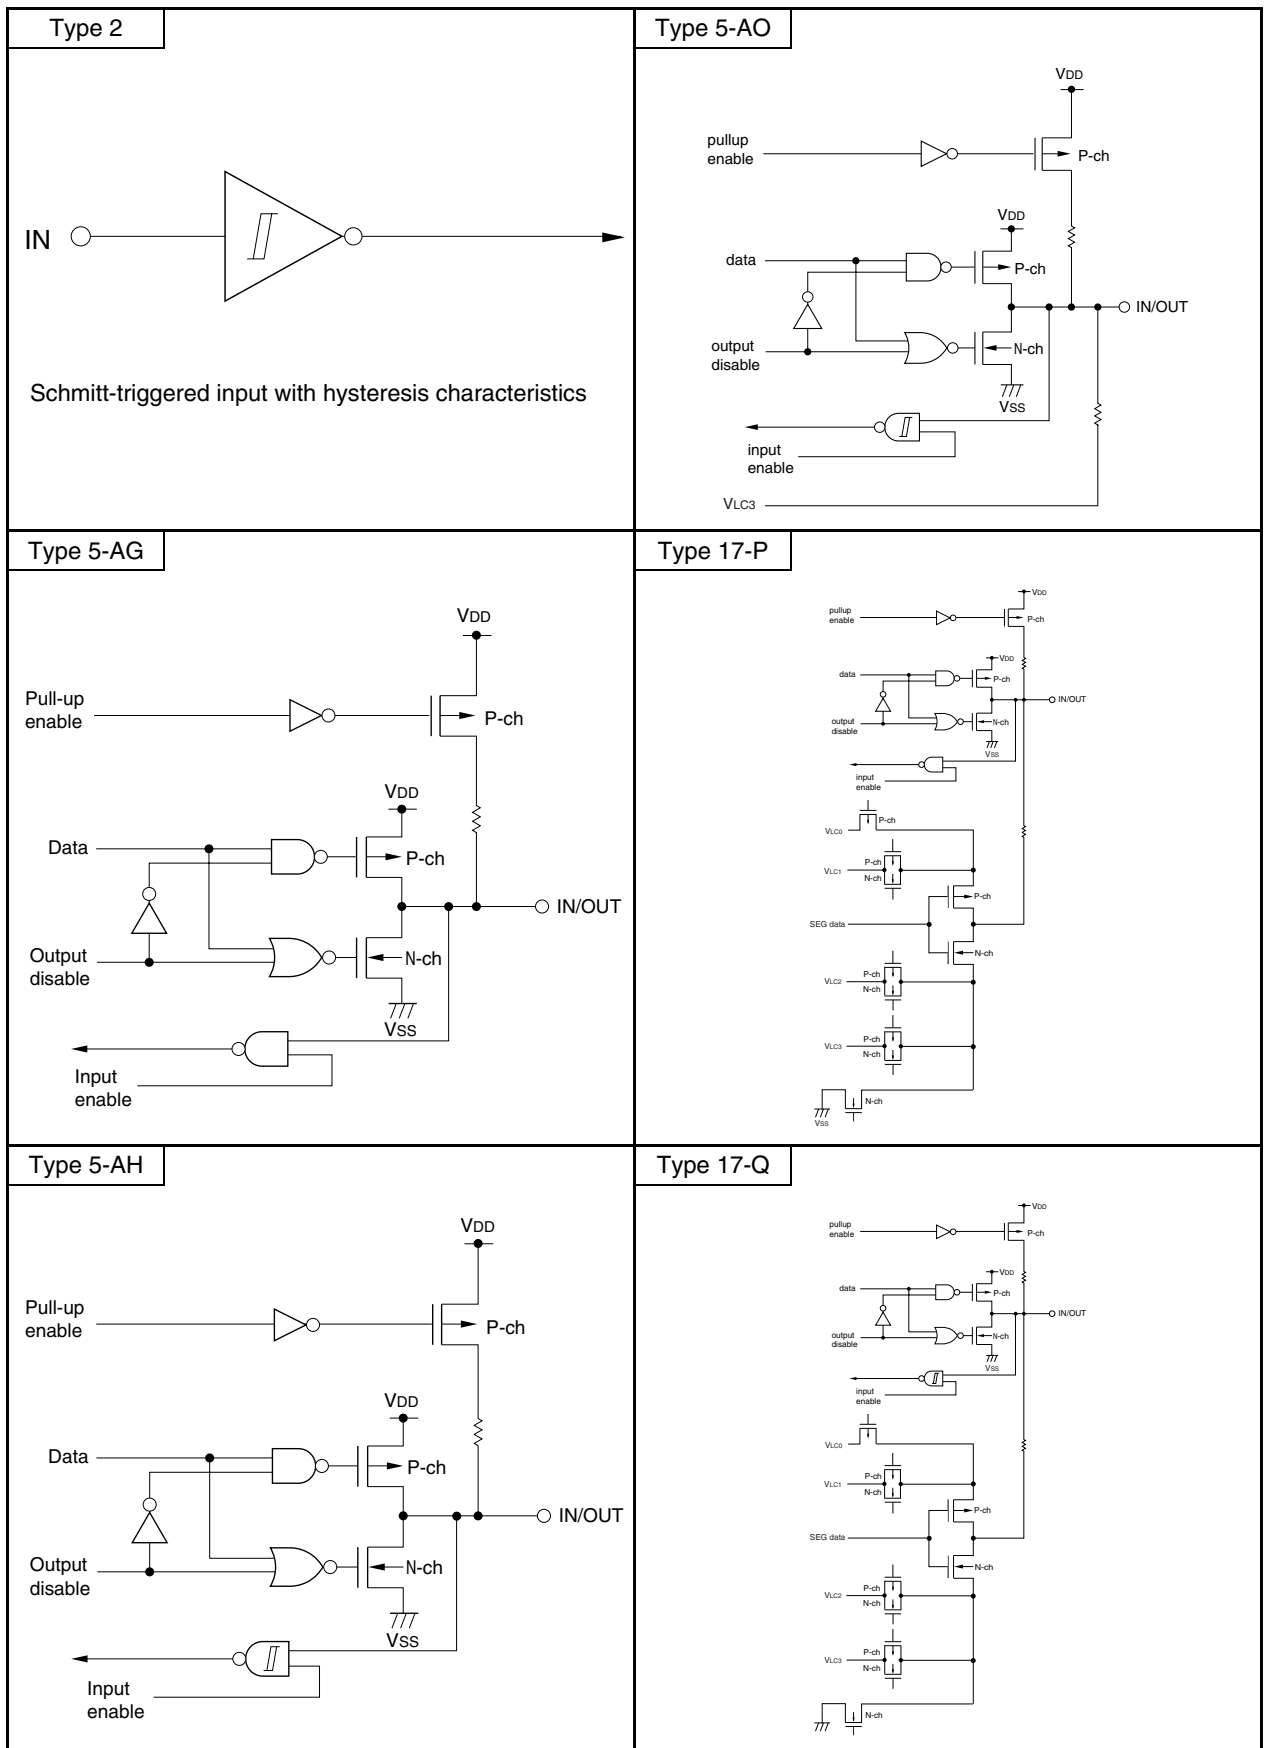 Type 2
IN
Schmitt-triggered input with hysteresis characteristics
Type 5-AO
VDD
pullup
enable
P-ch
VDD
data
P-ch
IN/OUT
output
disable
N-ch
VSS
input
enable
VLC3
Type 5-AG
VDD
Pull-up
enable
P-ch
VDD
Data
P-ch
IN/OUT
Output
disable
N-ch
VSS
Input
enable
Type 17-P
VDD
pullup
enable
P-ch
VDD
data
P-ch
IN/OUT
output
disable
N-ch
VSS
input
enable
P-ch
VLC0
P-ch
VLC1
N-ch
P-ch
SEG data
N-ch
P-ch
VLC2
N-ch
P-ch
VLC3
N-ch
N-ch
VSS
Type 5-AH
VDD
Pull-up
enable
P-ch
VDD
Data
P-ch
IN/OUT
Output
disable
N-ch
VSS
Input
enable
Type 17-Q
VDD
pullup
enable
P-ch
VDD
data
P-ch
IN/OUT
output
disable
N-ch
VSS
input
enable
VLC0
P-ch
VLC1
N-ch
P-ch
SEG data
N-ch
P-ch
VLC2
N-ch
P-ch
VLC3
N-ch
N-ch